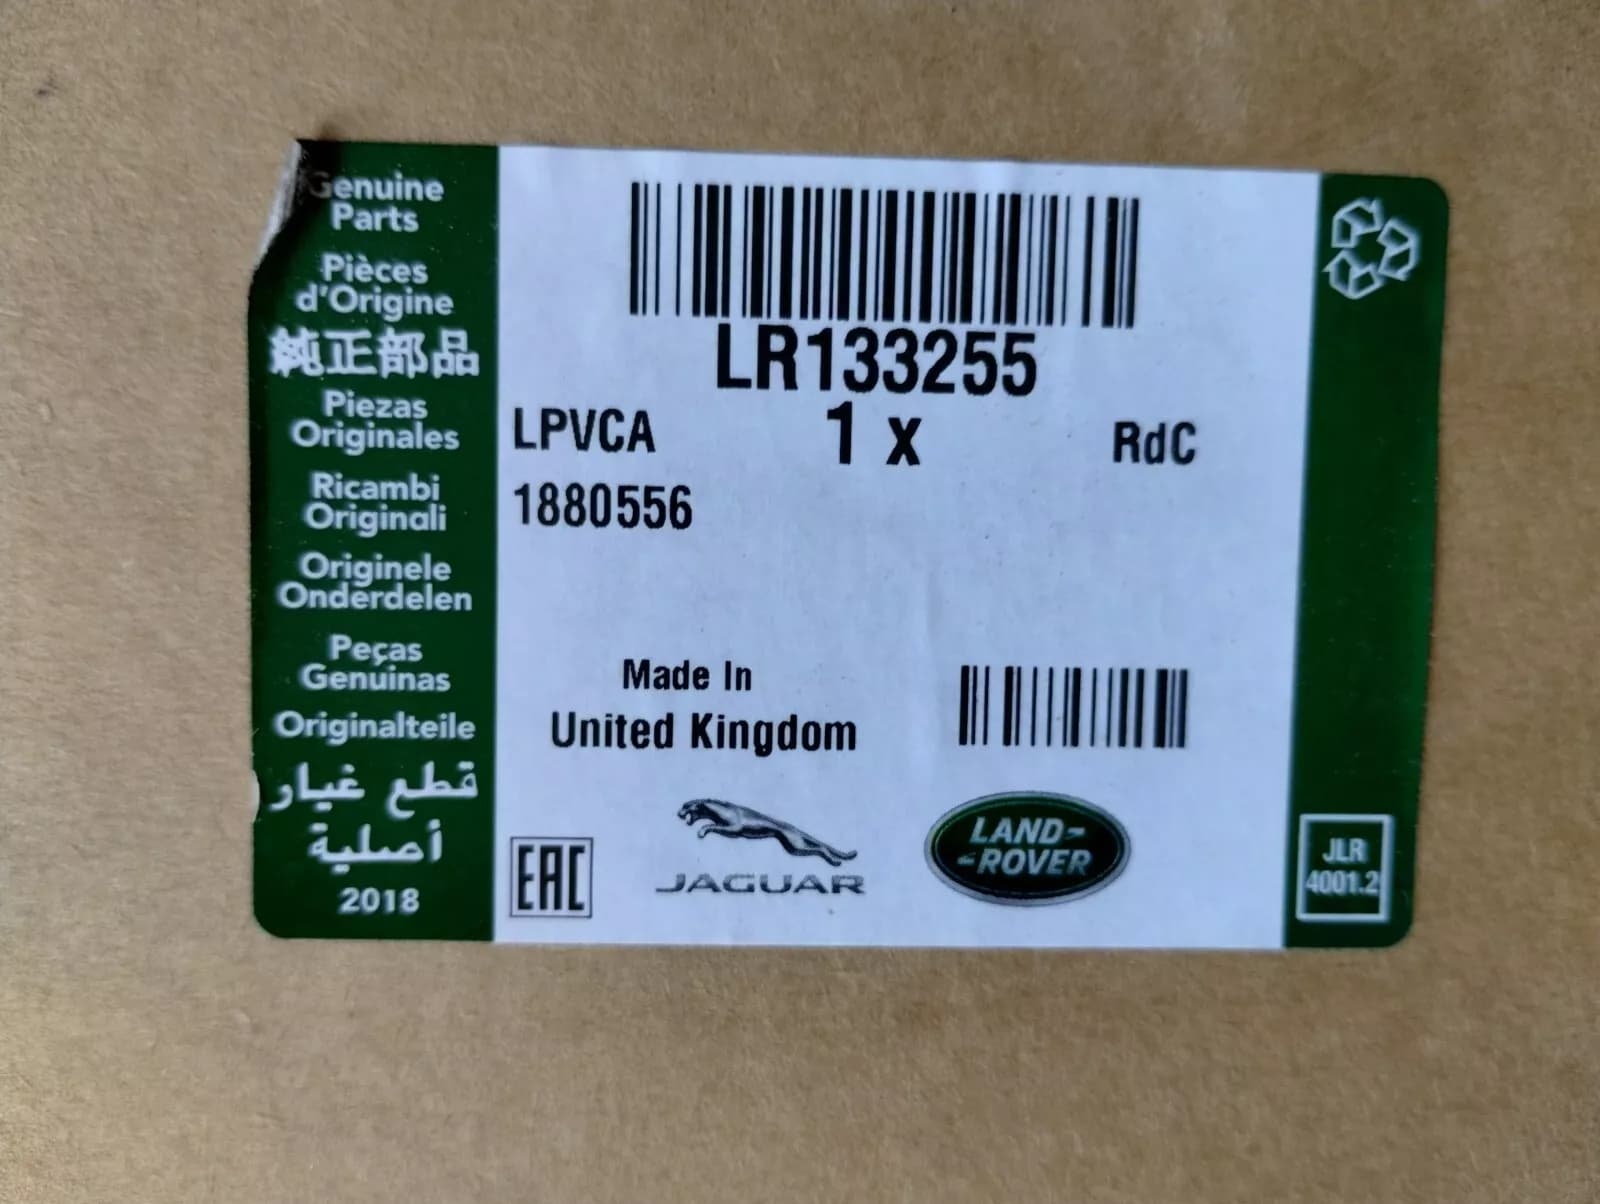 Genuine
Parts
Pièces
d'Origine
純正部品
Piezas
Originales
Ricambi
Originali
Originele
Onderdelen
Peças
Genuinas
Originalteile
قطع غيار
أصلية
2018
LR133255
LPVCA 1 x RdC
1880556
Made In
United Kingdom
EAC
JAGUAR
LAND-
-ROVER
JLR
4001.2